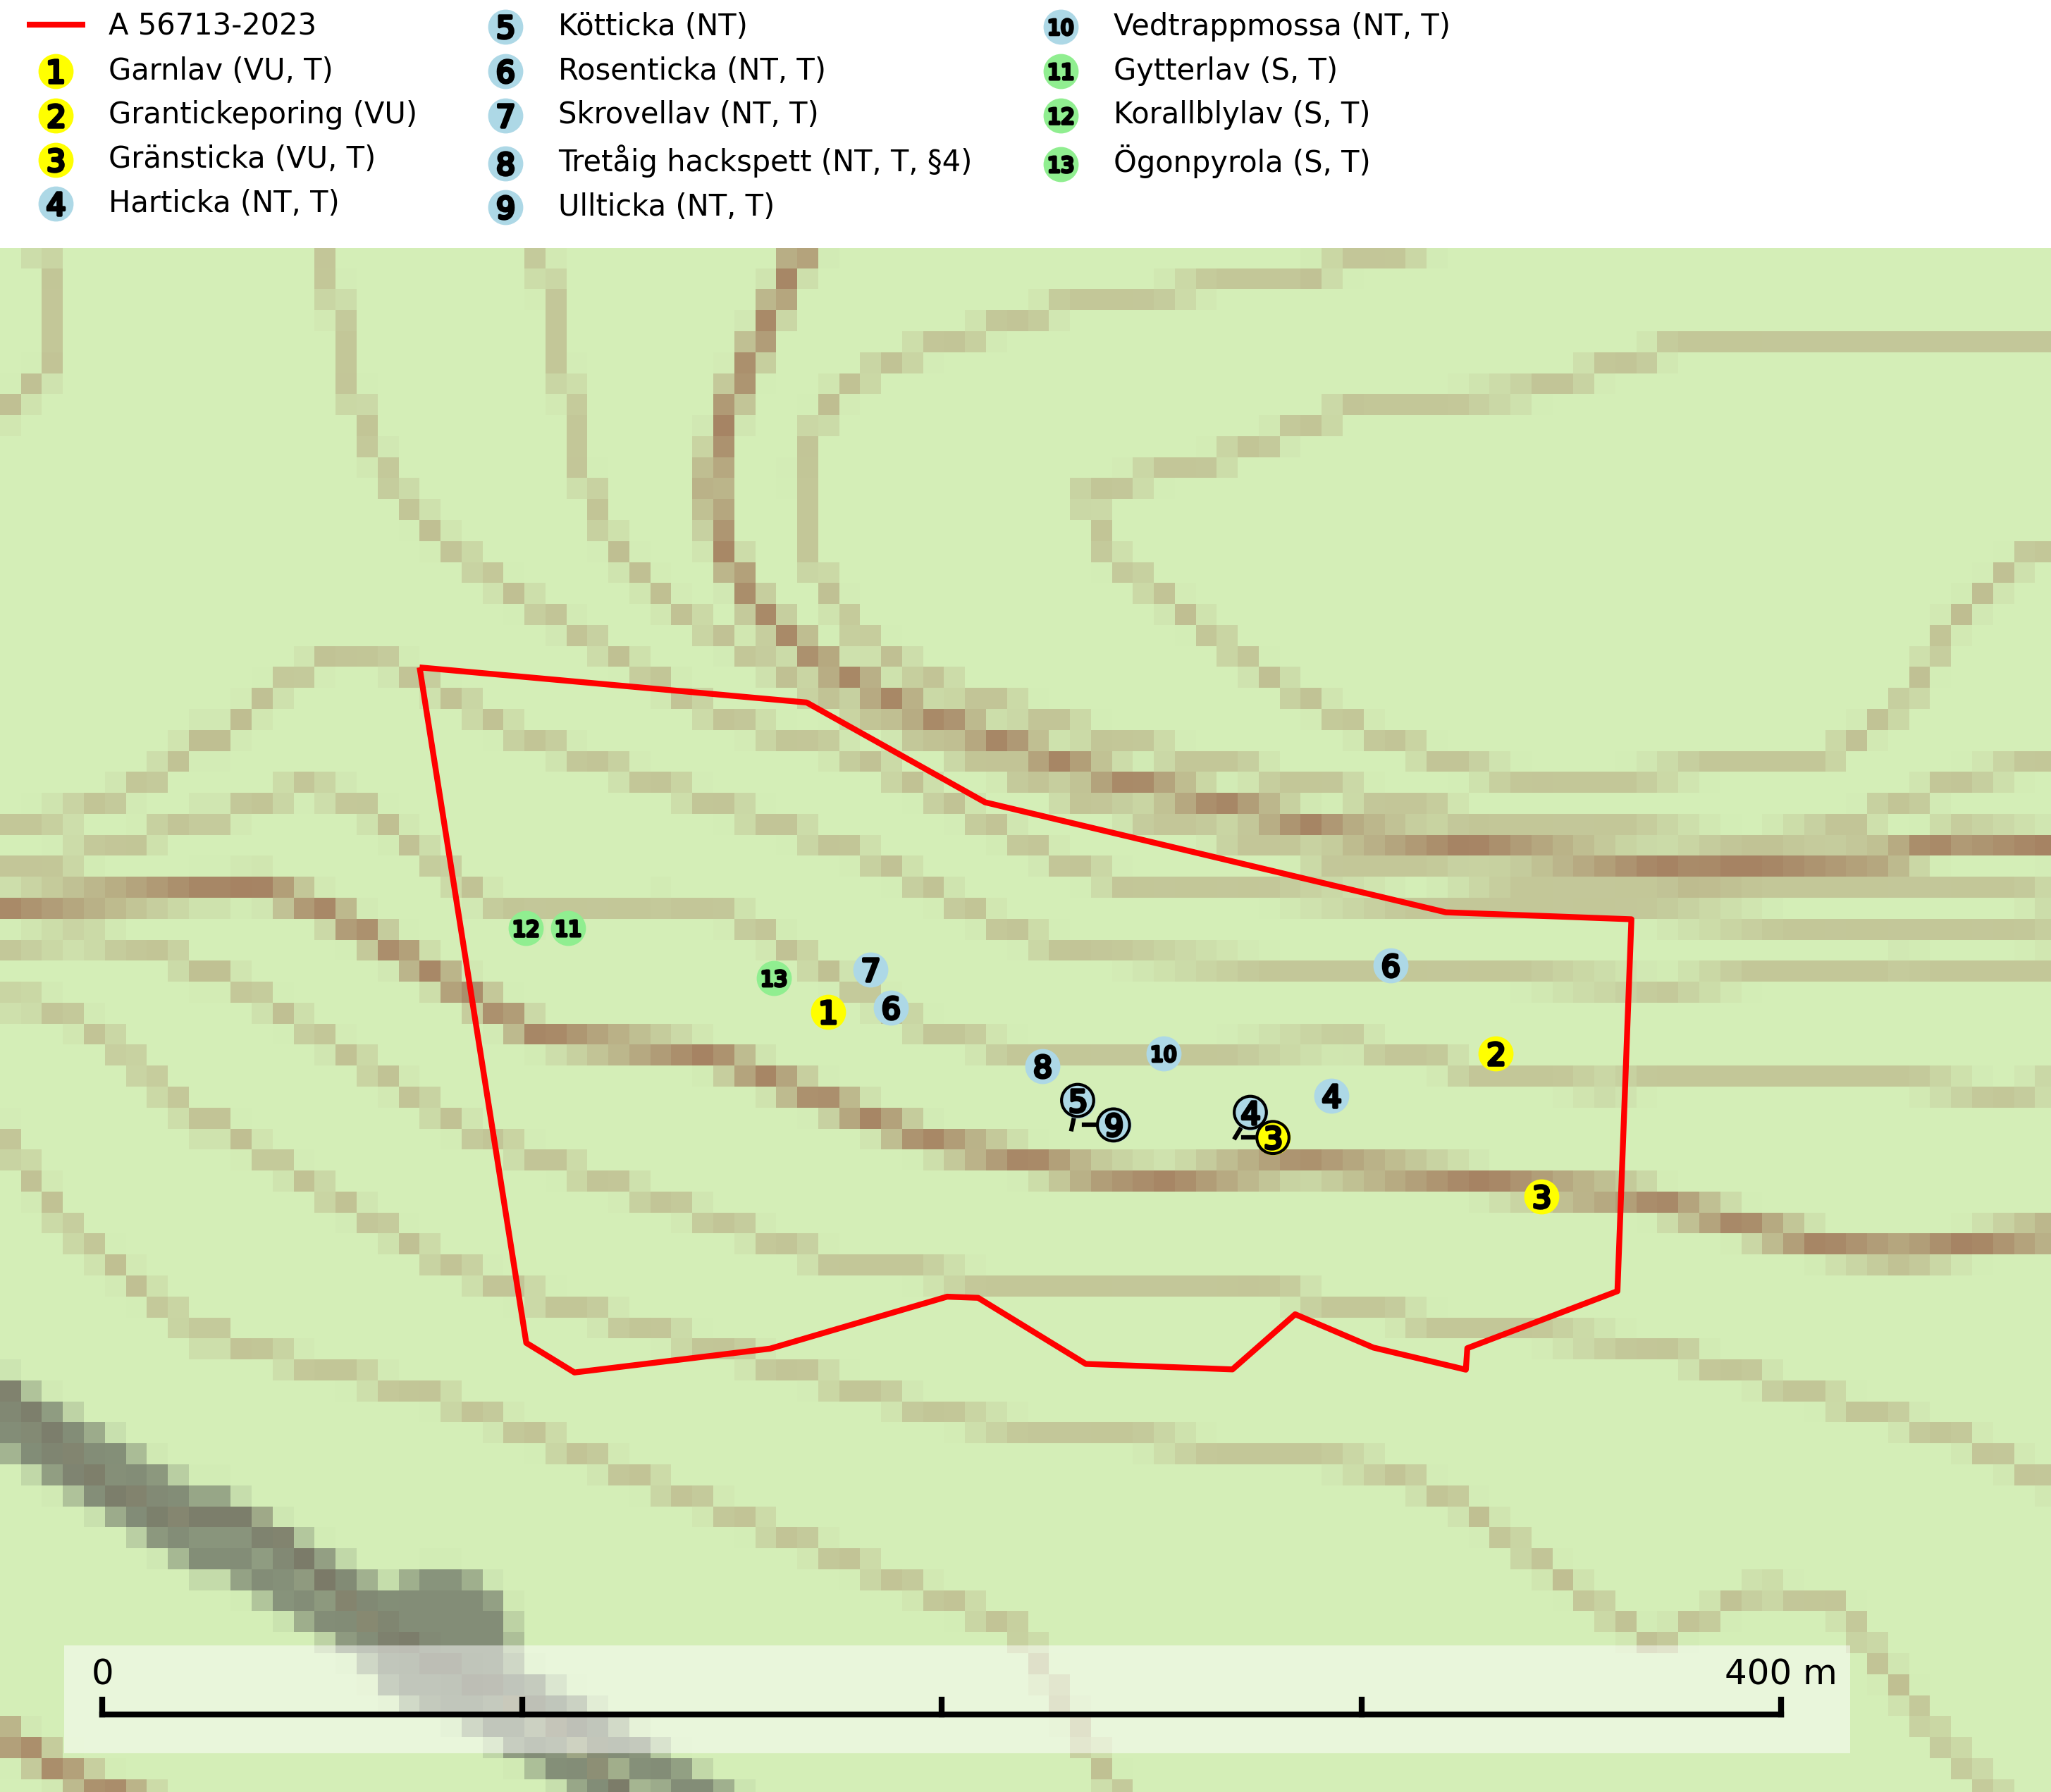 A 56713-2023
1 Garnlav (VU, T)
2 Grantickeporing (VU)
3 Gränsticka (VU, T)
4 Harticka (NT, T)
5 Kötticka (NT)
6 Rosenticka (NT, T)
7 Skrovellav (NT, T)
8 Tretåig hackspett (NT, T, §4)
9 Ullticka (NT, T)
10 Vedtrappmossa (NT, T)
11 Gytterlav (S, T)
12 Korallblylav (S, T)
13 Ögonpyrola (S, T)
12 11
13 7 6
1 6
8 10 2
5 4 4
9 3
3
0 400 m